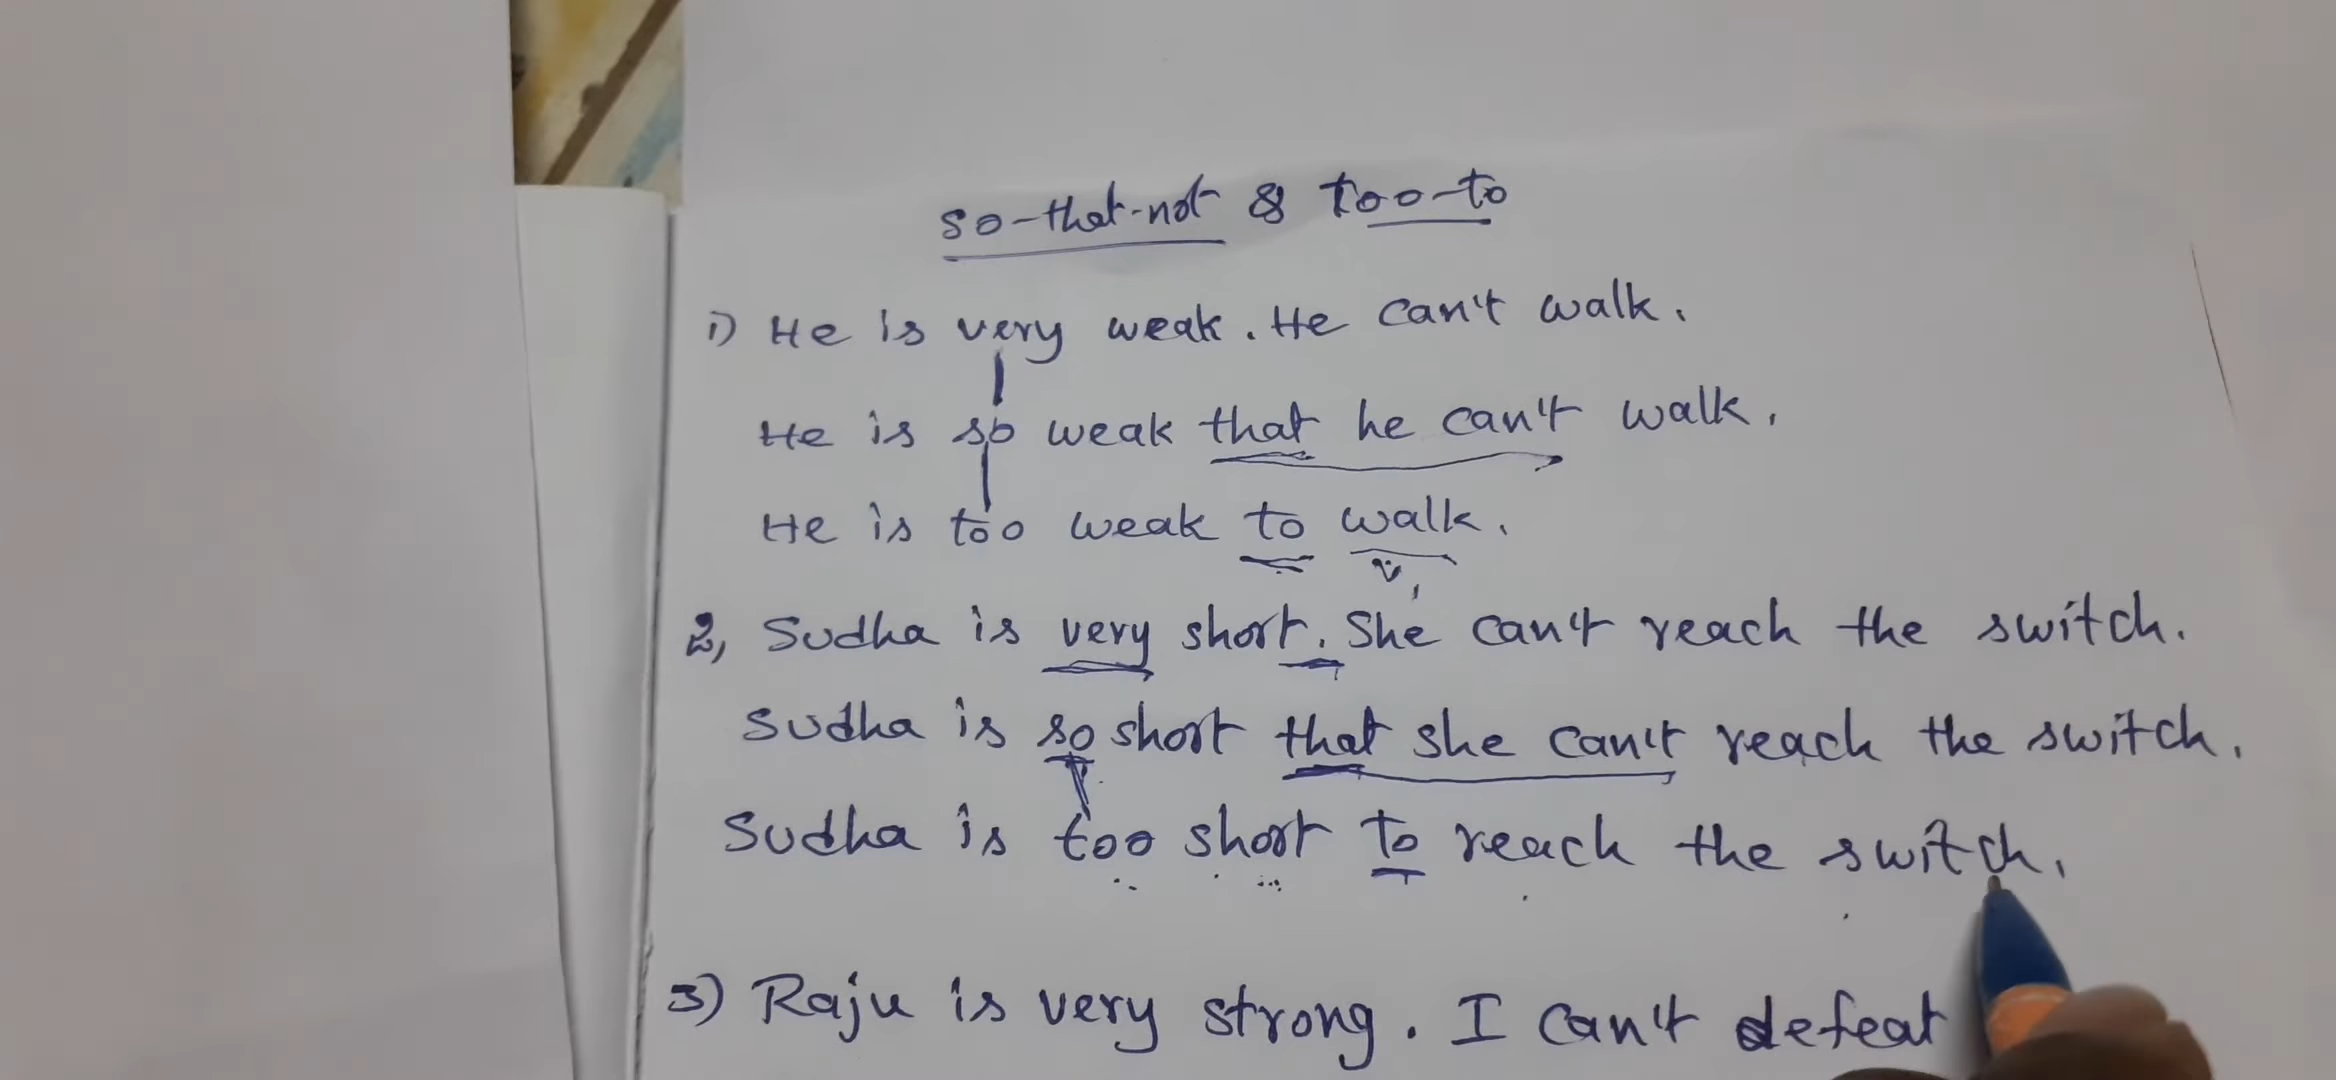 so-that-not & too-to
1) He is very weak. He can't walk.
He is so weak that he can't walk.
He is too weak to walk.
V1
2, Sudha is very short. She can't reach the switch.
Sudha is so short that she can't reach the switch.
Sudha is too short to reach the switch.
3) Raju is very strong. I can't defeat